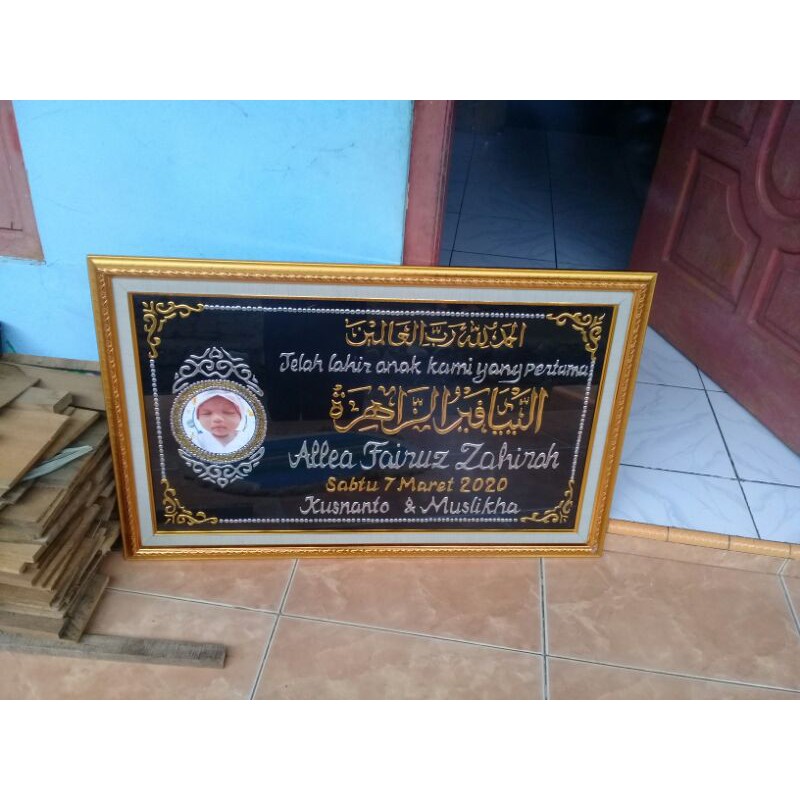 الحمد لله رب العالمين
Telah lahir anak kami yang pertama
Allea Fairuz Zahirah
Sabtu 7 Maret 2020
Kusnanto & Muslikha